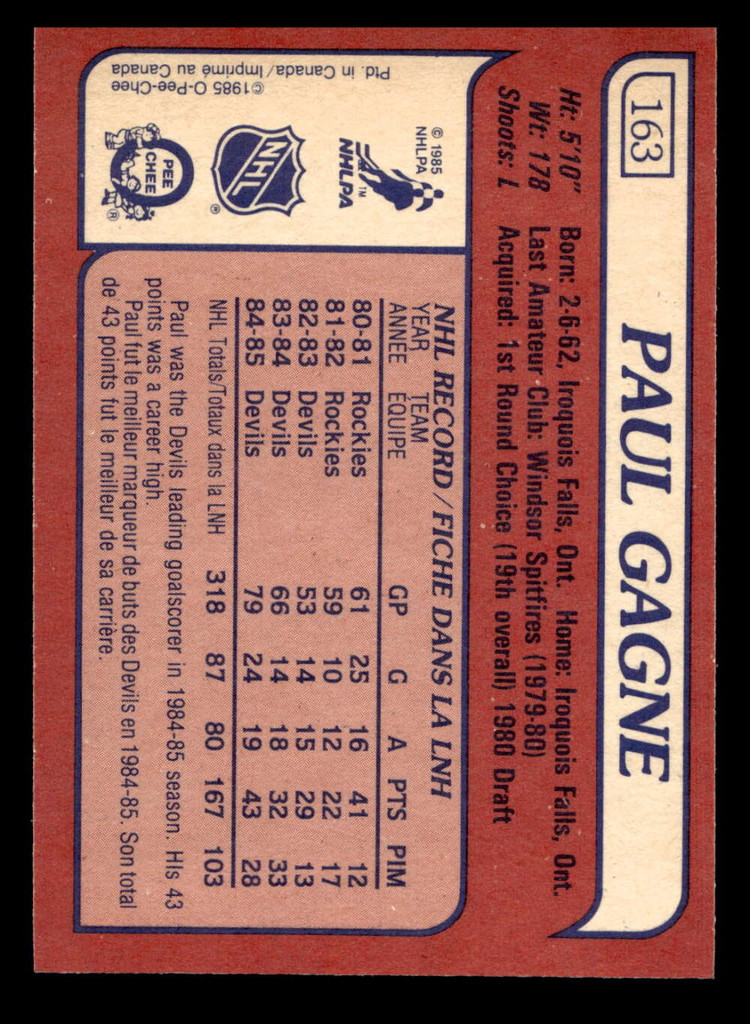 163
PAUL GAGNE
Ht: 5'10" Born: 2-6-62, Iroquois Falls, Ont. Home: Iroquois Falls, Ont.
Wt: 178 Last Amateur Club: Windsor Spitfires (1979-80)
Shoots: L Acquired: 1st Round Choice (19th overall) 1980 Draft
© 1985
NHLPA
NHLPA
TM
NHL
®
O
PEE
CHEE
®
©1985 O-Pee-Chee
Ptd. in Canada/Imprimé au Canada
NHL RECORD/FICHE DANS LA LNH
YEAR TEAM
ANNEE EQUIPE GP G A PTS PIM
80-81 Rockies 61 25 16 41 12
81-82 Rockies 59 10 12 22 17
82-83 Devils 53 14 15 29 13
83-84 Devils 66 14 18 32 33
84-85 Devils 79 24 19 43 28
NHL Totals/Totaux dans la LNH 318 87 80 167 103
Paul was the Devils leading goalscorer in 1984-85 season. His 43
points was a career high.
Paul fut le meilleur marqueur de buts des Devils en 1984-85. Son total
de 43 points fut le meilleur de sa carrière.